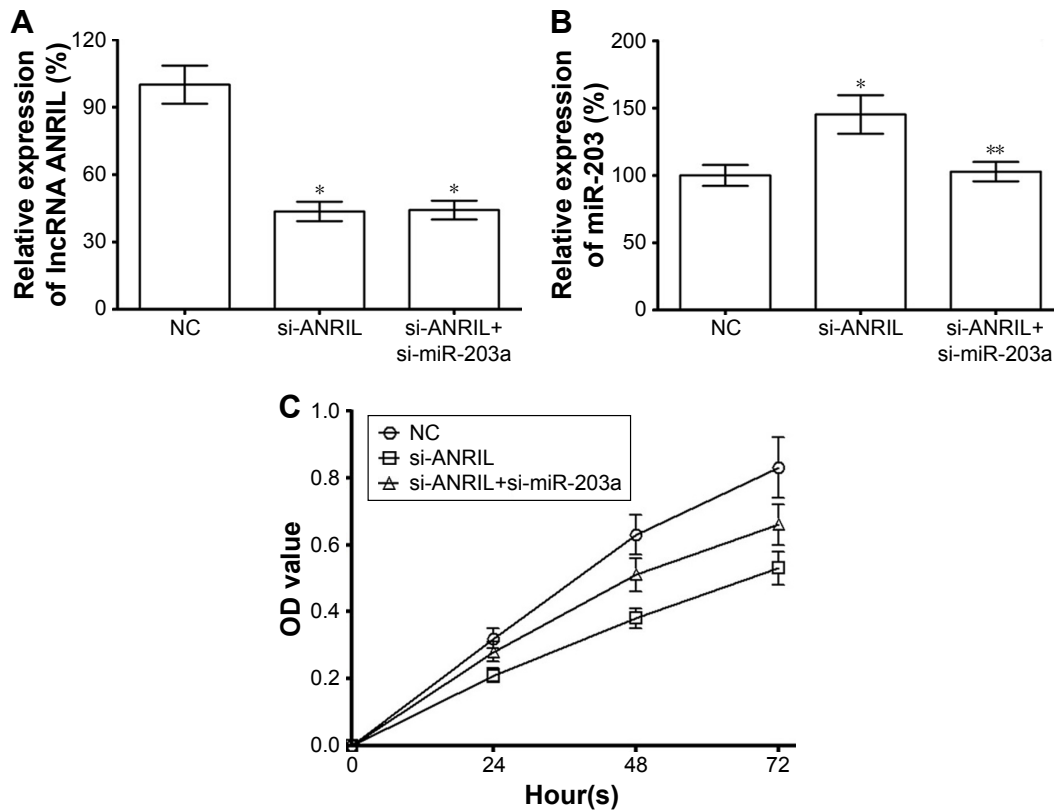 A
Relative expression
of lncRNA ANRIL (%)
120
90
60
30
0
*
*
NC
si-ANRIL
si-ANRIL+
si-miR-203a
B
Relative expression
of miR-203 (%)
200
150
100
50
0
*
**
NC
si-ANRIL
si-ANRIL+
si-miR-203a
C
OD value
1.0
0.8
0.6
0.4
0.2
0.0
NC
si-ANRIL
si-ANRIL+si-miR-203a
0
24
48
72
Hour(s)